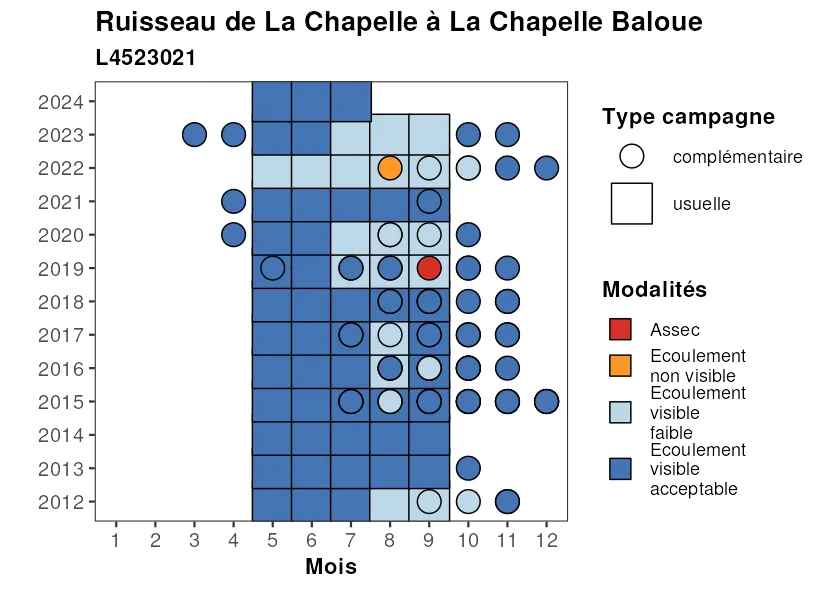 Ruisseau de La Chapelle à La Chapelle Baloue
L4523021
2024
2023
2022
2021
2020
2019
2018
2017
2016
2015
2014
2013
2012
1 2 3 4 5 6 7 8 9 10 11 12
Mois
Type campagne
complémentaire
usuelle
Modalités
Assec
Ecoulement
non visible
Ecoulement
visible
faible
Ecoulement
visible
acceptable